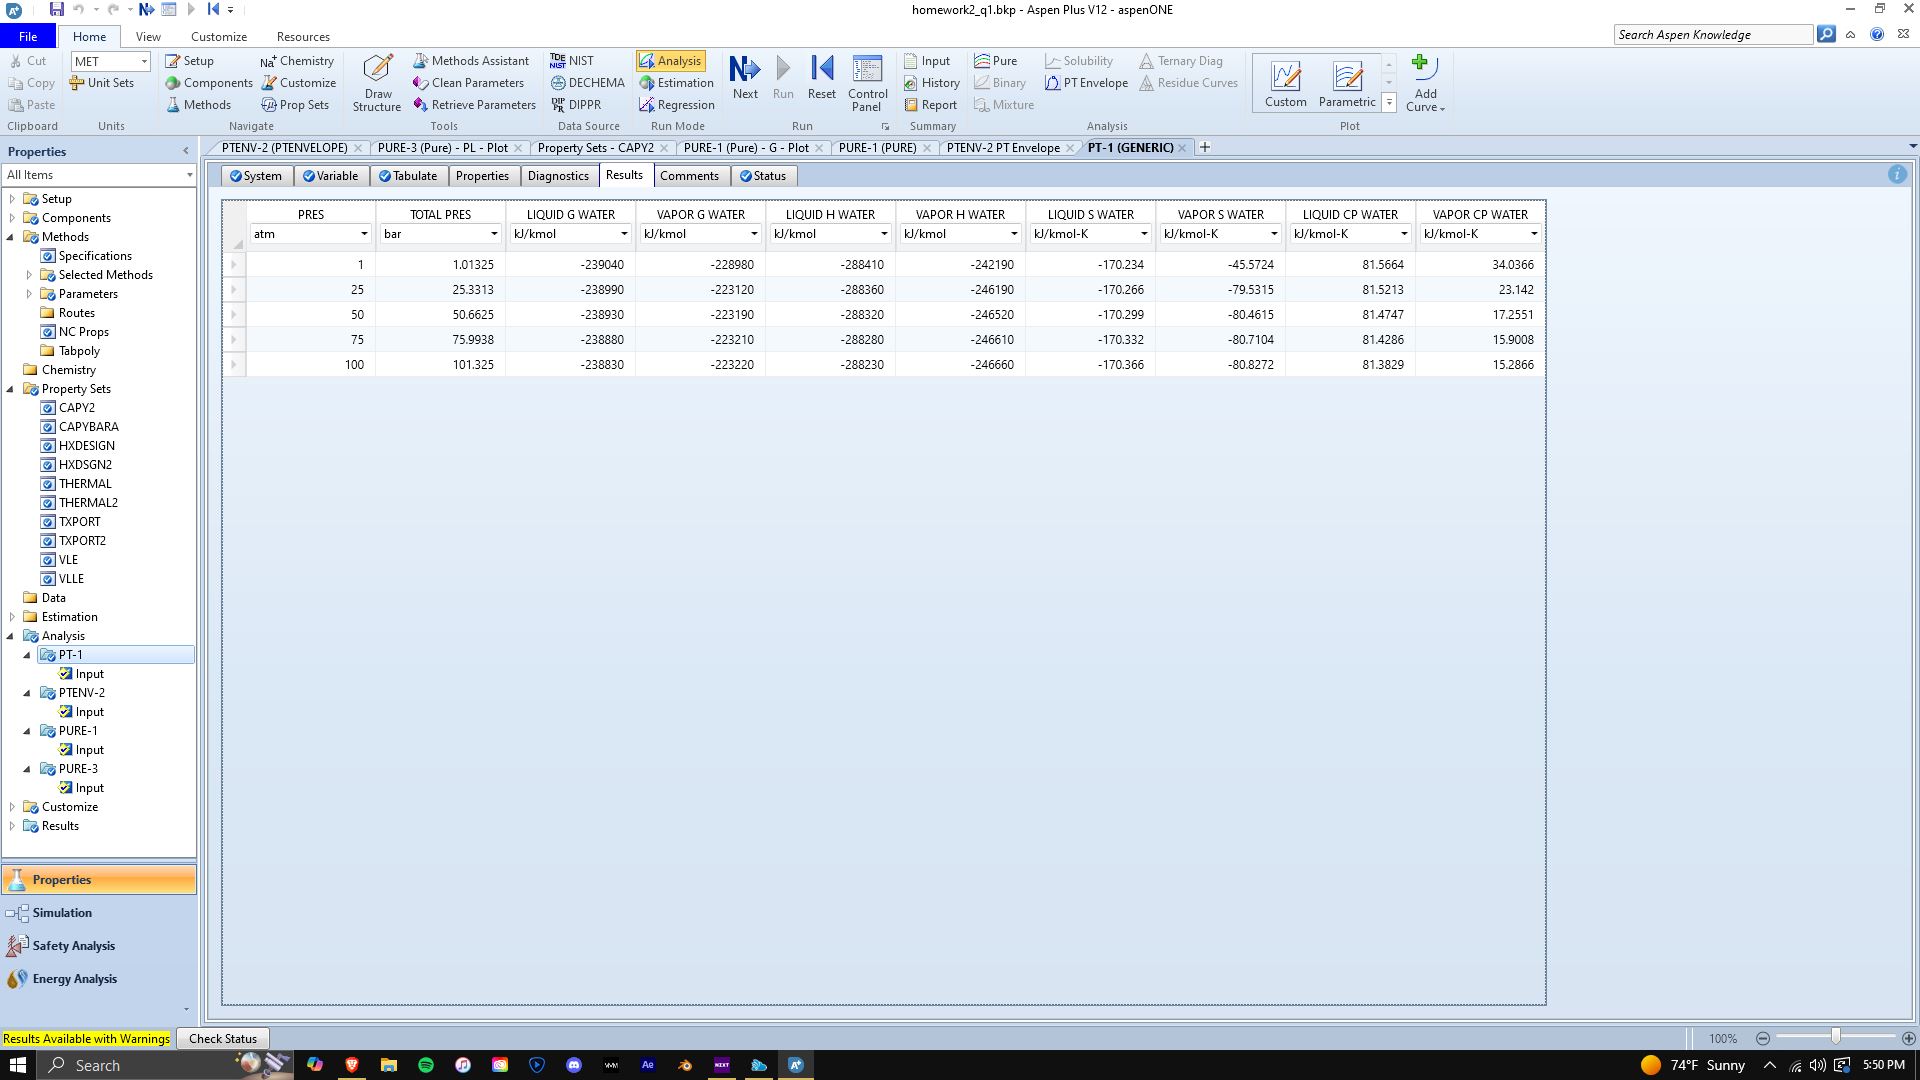 homework2_q1.bkp - Aspen Plus V12 - aspenONE
File Home View Customize Resources
Search Aspen Knowledge
Cut
Copy
Paste
Clipboard
MET
Unit Sets
Units
Setup
Components
Methods
Chemistry
Customize
Prop Sets
Navigate
Draw
Structure
Methods Assistant
Clean Parameters
Retrieve Parameters
Tools
NIST
DECHEMA
DIPPR
Data Source
Analysis
Estimation
Regression
Run Mode
Next
Run
Reset
Control
Panel
Run
Input
History
Report
Summary
Pure
Binary
Mixture
Solubility
PT Envelope
Ternary Diag
Residue Curves
Analysis
Custom
Parametric
Plot
Add
Curve
Properties
All Items
PTENV-2 (PTENVELOPE) PURE-3 (Pure) - PL - Plot Property Sets - CAPY2 PURE-1 (Pure) - G - Plot PURE-1 (PURE) PTENV-2 PT Envelope PT-1 (GENERIC)
System Variable Tabulate Properties Diagnostics Results Comments Status
PRES TOTAL PRES LIQUID G WATER VAPOR G WATER LIQUID H WATER VAPOR H WATER LIQUID S WATER VAPOR S WATER LIQUID CP WATER VAPOR CP WATER
atm bar kJ/kmol kJ/kmol kJ/kmol kJ/kmol kJ/kmol-K kJ/kmol-K kJ/kmol-K kJ/kmol-K
1 1.01325 -239040 -228980 -288410 -242190 -170.234 -45.5724 81.5664 34.0366
25 25.3313 -238990 -223120 -288360 -246190 -170.266 -79.5315 81.5213 23.142
50 50.6625 -238930 -223190 -288320 -246520 -170.299 -80.4615 81.4747 17.2551
75 75.9938 -238880 -223210 -288280 -246610 -170.332 -80.7104 81.4286 15.9008
100 101.325 -238830 -223220 -288230 -246660 -170.366 -80.8272 81.3829 15.2866
Setup
Components
Methods
Specifications
Selected Methods
Parameters
Routes
NC Props
Tabpoly
Chemistry
Property Sets
CAPY2
CAPYBARA
HXDESIGN
HXDSGN2
THERMAL
THERMAL2
TXPORT
TXPORT2
VLE
VLLE
Data
Estimation
Analysis
PT-1
Input
PTENV-2
Input
PURE-1
Input
PURE-3
Input
Customize
Results
Properties
Simulation
Safety Analysis
Energy Analysis
Results Available with Warnings Check Status
100%
Search
74°F Sunny
5:50 PM